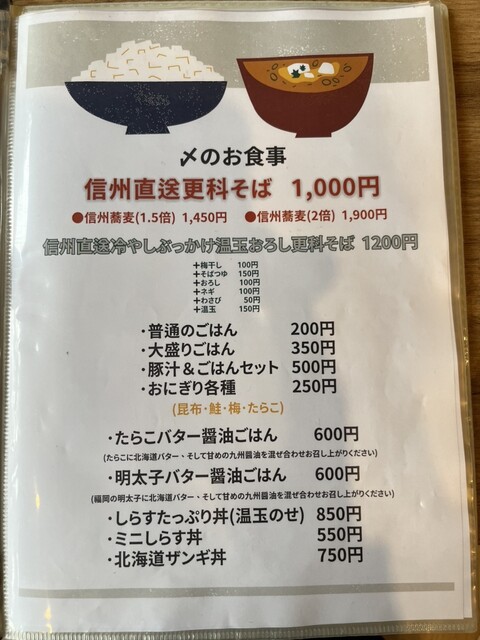 〆のお食事
信州直送更科そば 1,000円
●信州蕎麦(1.5倍) 1,450円 ●信州蕎麦(2倍) 1,900円
信州直送冷やしぶっかけ温玉おろし更科そば 1200円
＋梅干し 100円
＋そばつゆ 150円
＋おろし 100円
＋ネギ 100円
＋わさび 50円
＋温玉 150円
・普通のごはん 200円
・大盛りごはん 350円
・豚汁＆ごはんセット 500円
・おにぎり各種 250円
(昆布・鮭・梅・たらこ)
・たらこバター醤油ごはん 600円
(たらこに北海道バター、そして甘めの九州醤油を混ぜ合わせお召し上がりください)
・明太子バター醤油ごはん 600円
(福岡の明太子に北海道バター、そして甘めの九州醤油を混ぜ合わせお召し上がりください)
・しらすたっぷり丼(温玉のせ) 850円
・ミニしらす丼 550円
・北海道ザンギ丼 750円